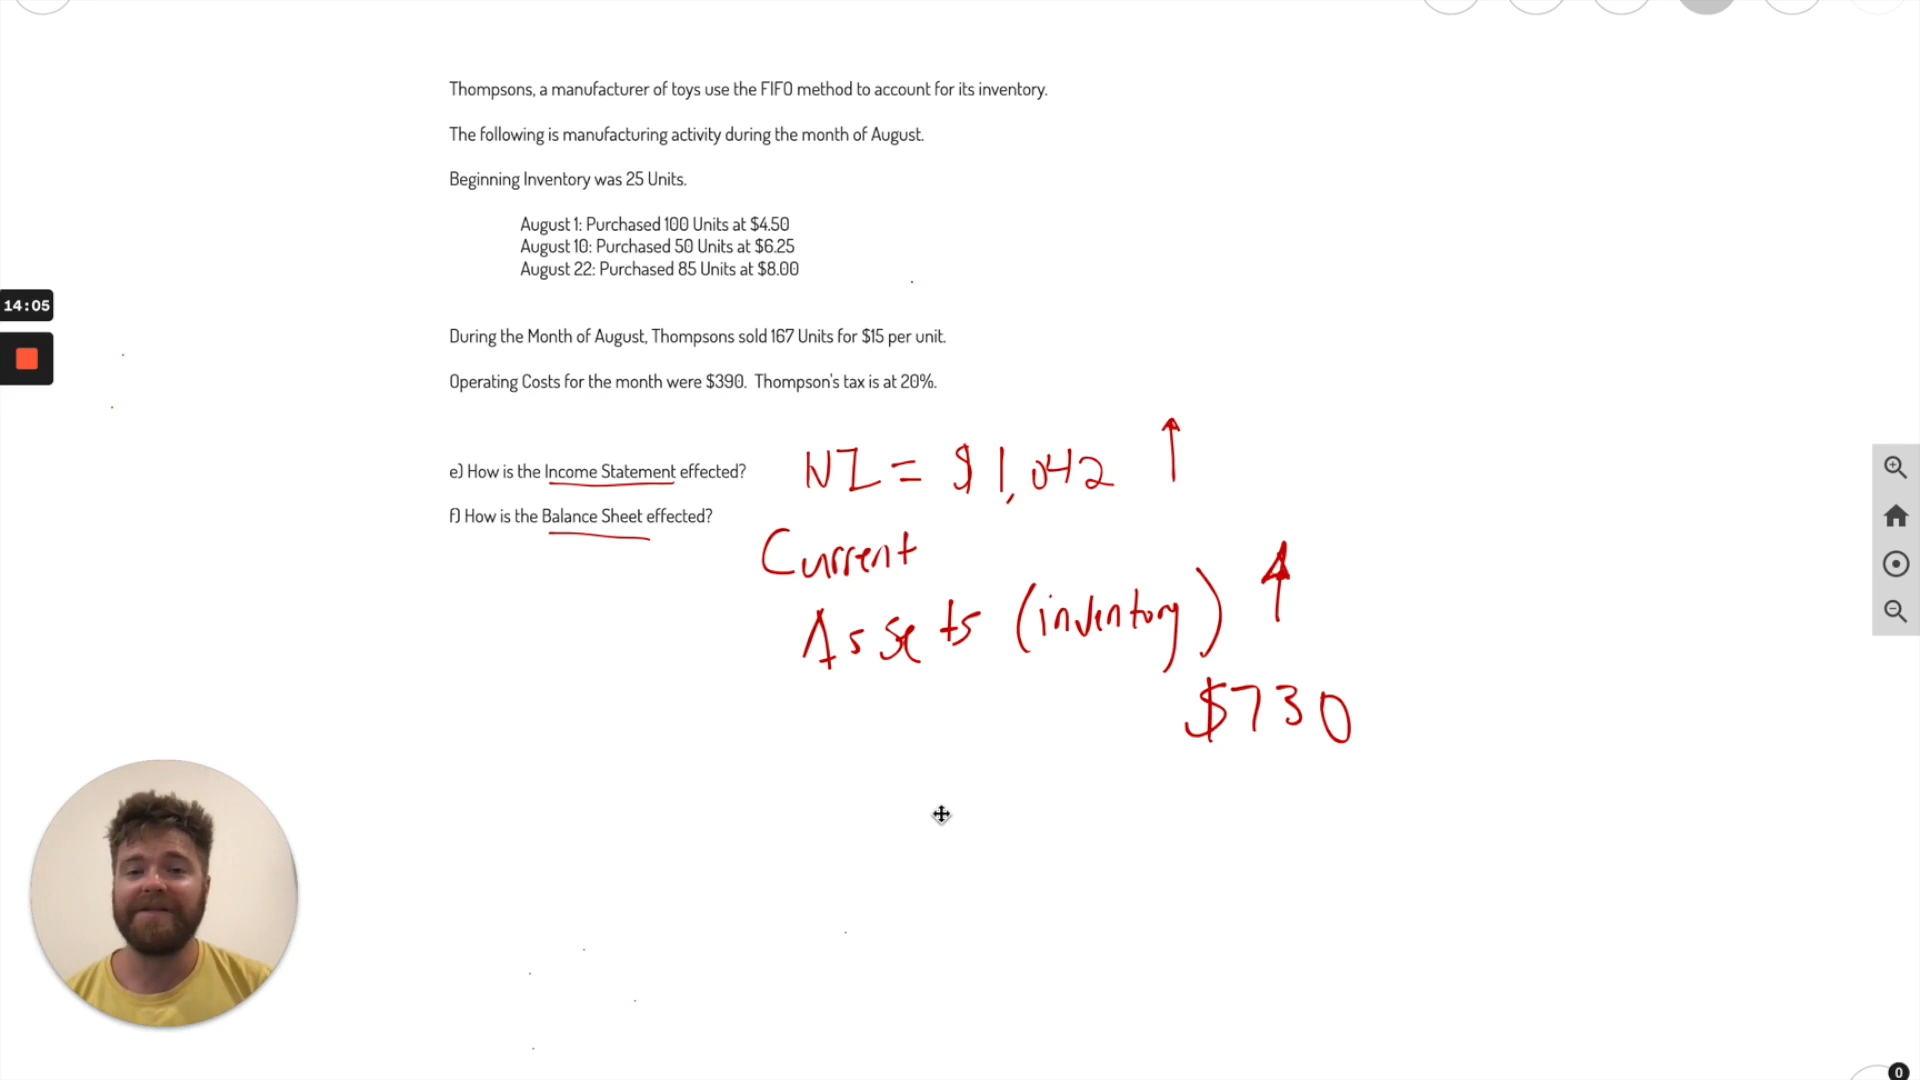 Thompsons, a manufacturer of toys use the FIFO method to account for its inventory.
The following is manufacturing activity during the month of August.
Beginning Inventory was 25 Units.
August 1: Purchased 100 Units at $4.50
August 10: Purchased 50 Units at $6.25
August 22: Purchased 85 Units at $8.00
14:05
During the Month of August, Thompsons sold 167 Units for $15 per unit.
Operating Costs for the month were $390. Thompson's tax is at 20%.
e) How is the Income Statement effected?
NI = $1,042
f) How is the Balance Sheet effected?
Current
Assets (inventory)
$730
0